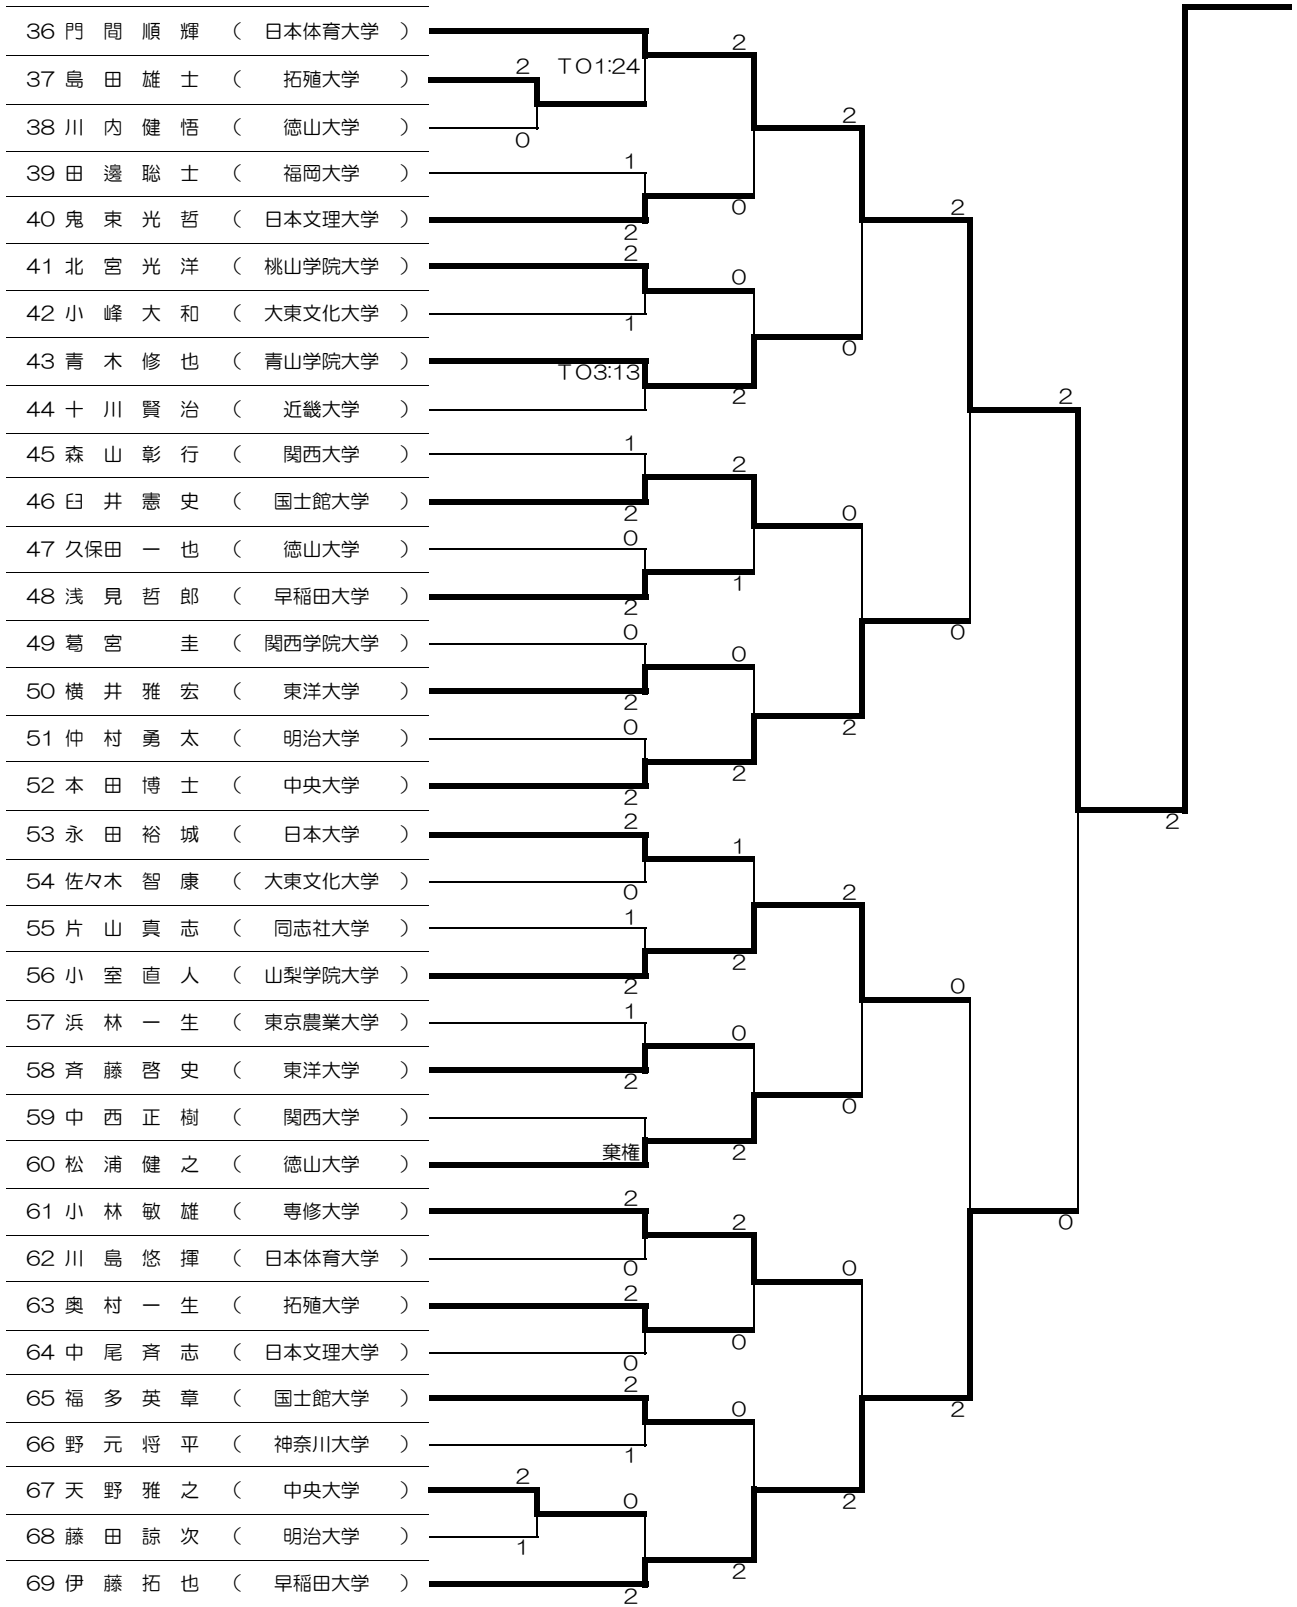 36 門 間 順 輝 （ 日本体育大学 ）
2
TO1:24
2
37 島 田 雄 士 （ 拓殖大学 ）
38 川 内 健 悟 （ 徳山大学 ）
0
2
39 田 邊 聡 士 （ 福岡大学 ）
1
40 鬼 束 光 哲 （ 日本文理大学 ）
2
0
2
41 北 宮 光 洋 （ 桃山学院大学 ）
2
0
42 小 峰 大 和 （ 大東文化大学 ）
1
0
43 青 木 修 也 （ 青山学院大学 ）
TO3:13
2
2
44 十 川 賢 治 （ 近畿大学 ）
45 森 山 彰 行 （ 関西大学 ）
1
2
46 臼 井 憲 史 （ 国士館大学 ）
2
0
47 久保田 一 也 （ 徳山大学 ）
0
1
48 浅 見 哲 郎 （ 早稲田大学 ）
2
49 葛 宮 圭 （ 関西学院大学 ）
0
0
0
50 横 井 雅 宏 （ 東洋大学 ）
2
51 仲 村 勇 太 （ 明治大学 ）
0
2
2
52 本 田 博 士 （ 中央大学 ）
2
53 永 田 裕 城 （ 日本大学 ）
2
1
2
54 佐々木 智 康 （ 大東文化大学 ）
0
2
55 片 山 真 志 （ 同志社大学 ）
1
2
56 小 室 直 人 （ 山梨学院大学 ）
2
0
57 浜 林 一 生 （ 東京農業大学 ）
1
0
58 斉 藤 啓 史 （ 東洋大学 ）
2
0
59 中 西 正 樹 （ 関西大学 ）
60 松 浦 健 之 （ 徳山大学 ）
棄権
2
61 小 林 敏 雄 （ 専修大学 ）
2
2
0
62 川 島 悠 揮 （ 日本体育大学 ）
0
0
63 奥 村 一 生 （ 拓殖大学 ）
2
0
64 中 尾 斉 志 （ 日本文理大学 ）
0
65 福 多 英 章 （ 国士館大学 ）
2
0
2
66 野 元 将 平 （ 神奈川大学 ）
1
67 天 野 雅 之 （ 中央大学 ）
2
0
2
68 藤 田 諒 次 （ 明治大学 ）
1
2
69 伊 藤 拓 也 （ 早稲田大学 ）
2